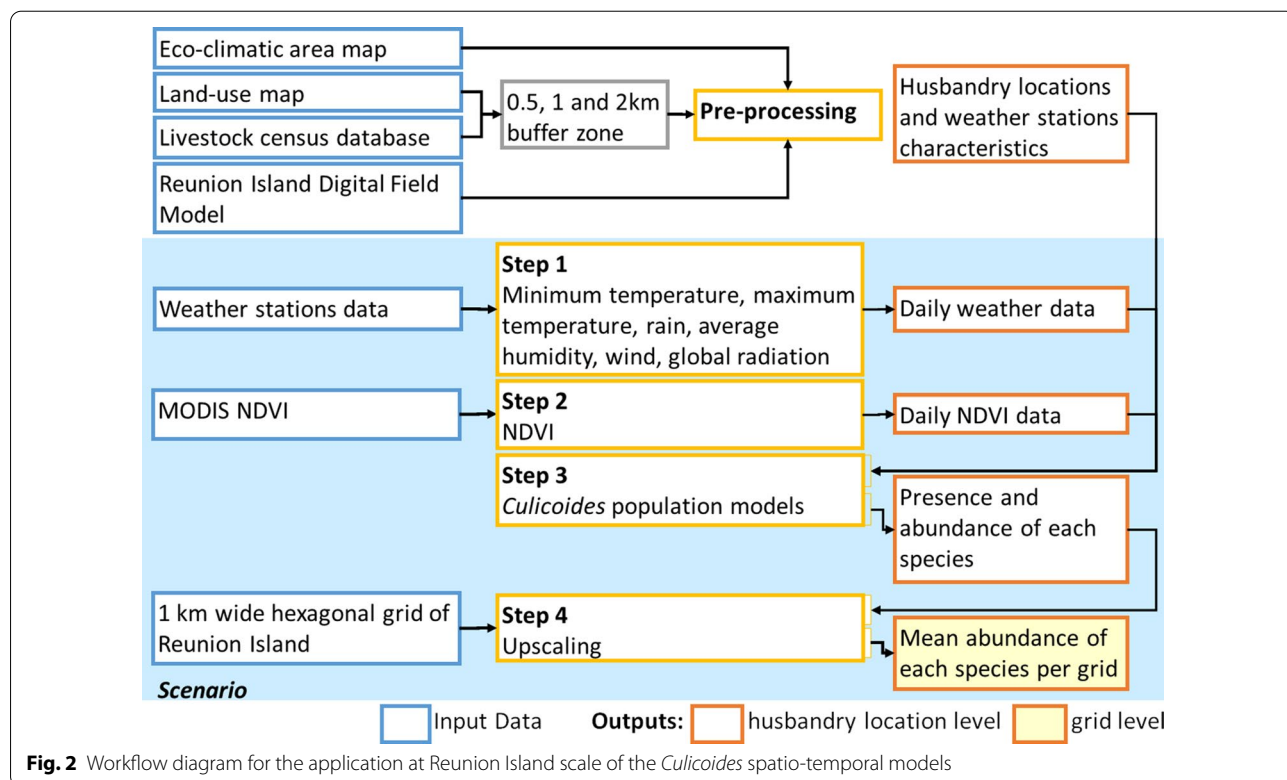 Eco-climatic area map
Land-use map
Livestock census database
Reunion Island Digital Field
Model
0.5, 1 and 2km
buffer zone
Pre-processing
Husbandry locations
and weather stations
characteristics
Weather stations data
Step 1
Minimum temperature, maximum
temperature, rain, average
humidity, wind, global radiation
Daily weather data
MODIS NDVI
Step 2
NDVI
Daily NDVI data
Step 3
Culicoides population models
Presence and
abundance of each
species
1 km wide hexagonal grid of
Reunion Island
Step 4
Upscaling
Mean abundance of
each species per grid
Scenario
Input Data
Outputs:
husbandry location level
grid level
Fig. 2 Workflow diagram for the application at Reunion Island scale of the Culicoides spatio-temporal models